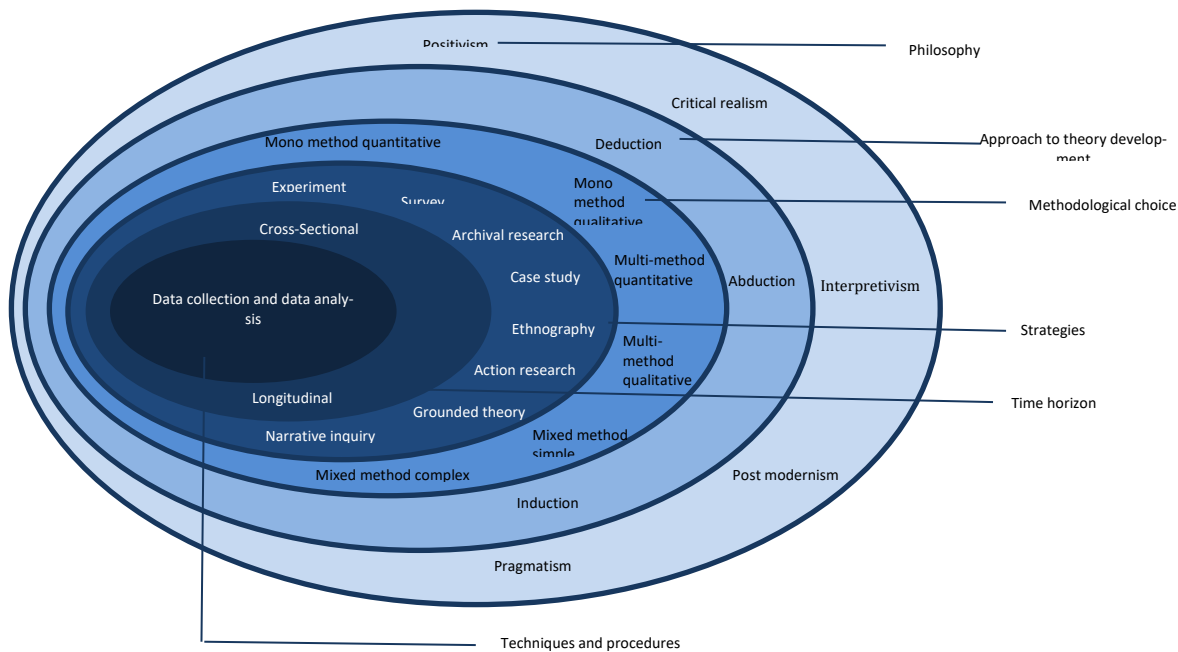 Positivism
Philosophy
Critical realism
Deduction
Approach to theory develop-
ment
Mono method quantitative
Mono
method
qualitative
Methodological choice
Experiment
Survey
Cross-Sectional
Archival research
Multi-method
quantitative
Case study
Abduction
Interpretivism
Data collection and data analy-
sis
Ethnography
Strategies
Multi-
method
qualitative
Action research
Longitudinal
Time horizon
Grounded theory
Narrative inquiry
Mixed method
simple
Mixed method complex
Post modernism
Induction
Pragmatism
Techniques and procedures